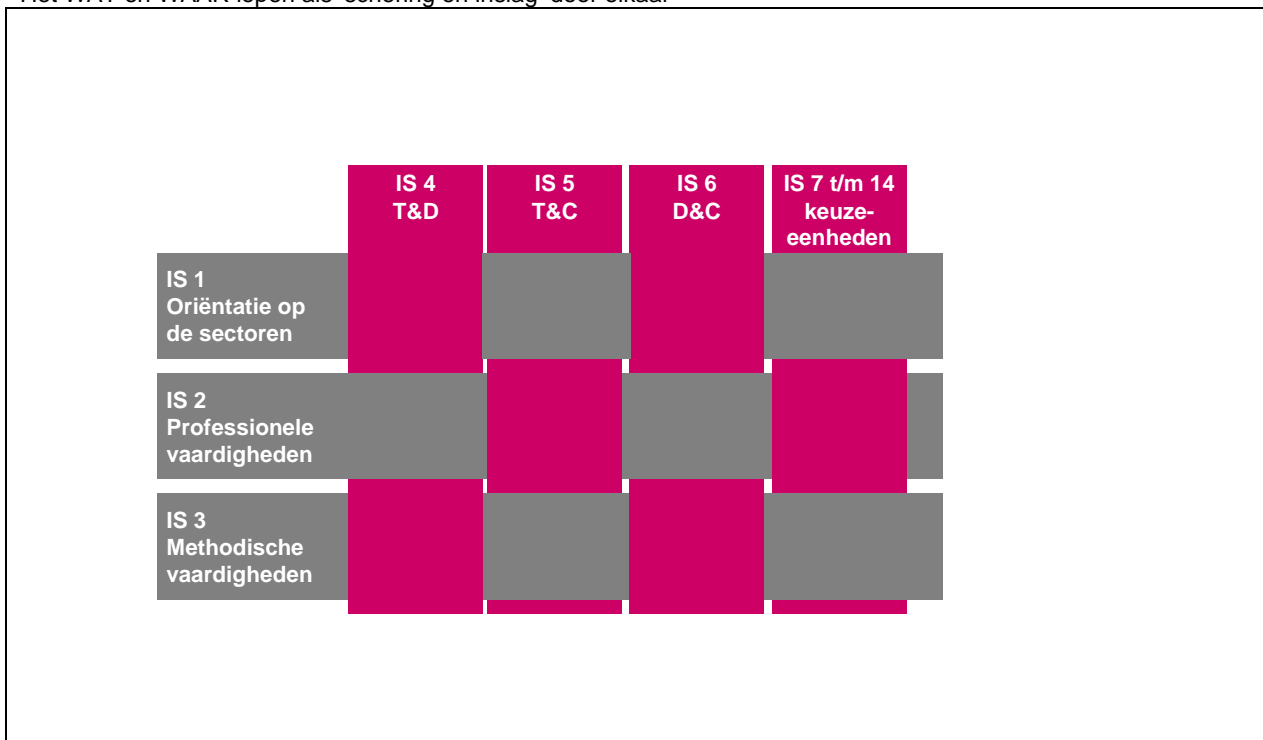 Het WAT en WAAR lopen als ‘schering en inslag’ door elkaar
IS 4
T&D
IS 5
T&C
IS 6
D&C
IS 7 t/m 14
keuze-
eenheden
IS 1
Oriëntatie op
de sectoren
IS 2
Professionele
vaardigheden
IS 3
Methodische
vaardigheden